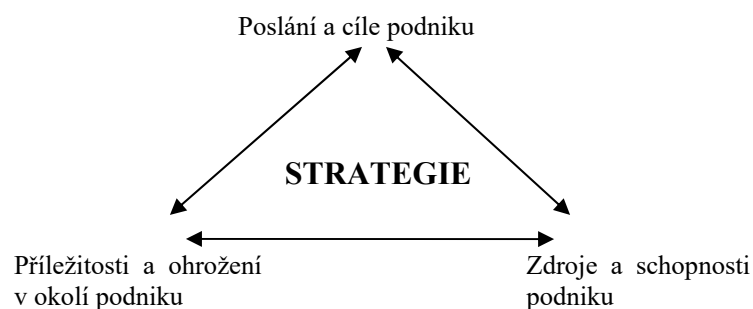 Poslání a cíle podniku
STRATEGIE
Příležitosti a ohrožení
v okolí podniku
Zdroje a schopnosti
podniku